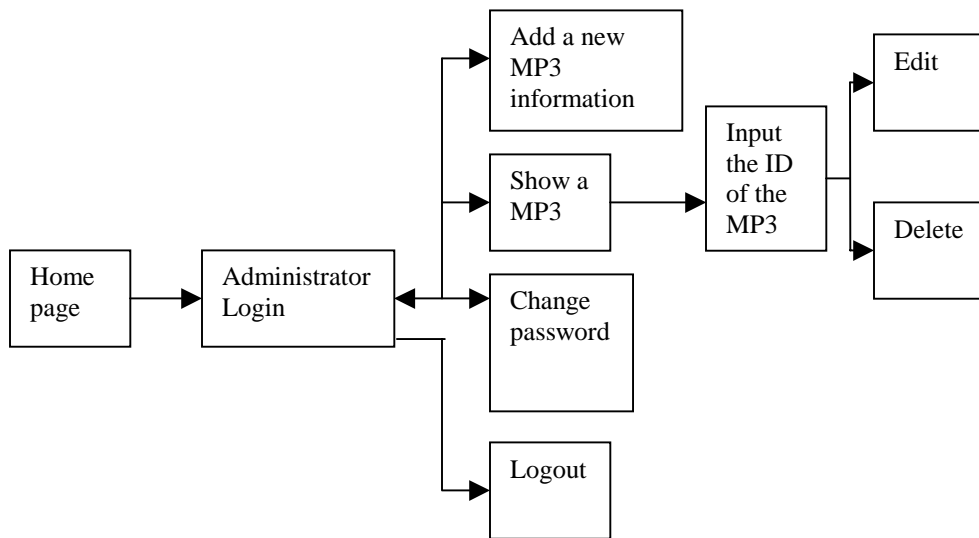 Home
page
Administrator
Login
Add a new
MP3
information
Show a
MP3
Change
password
Logout
Input
the ID
of the
MP3
Edit
Delete